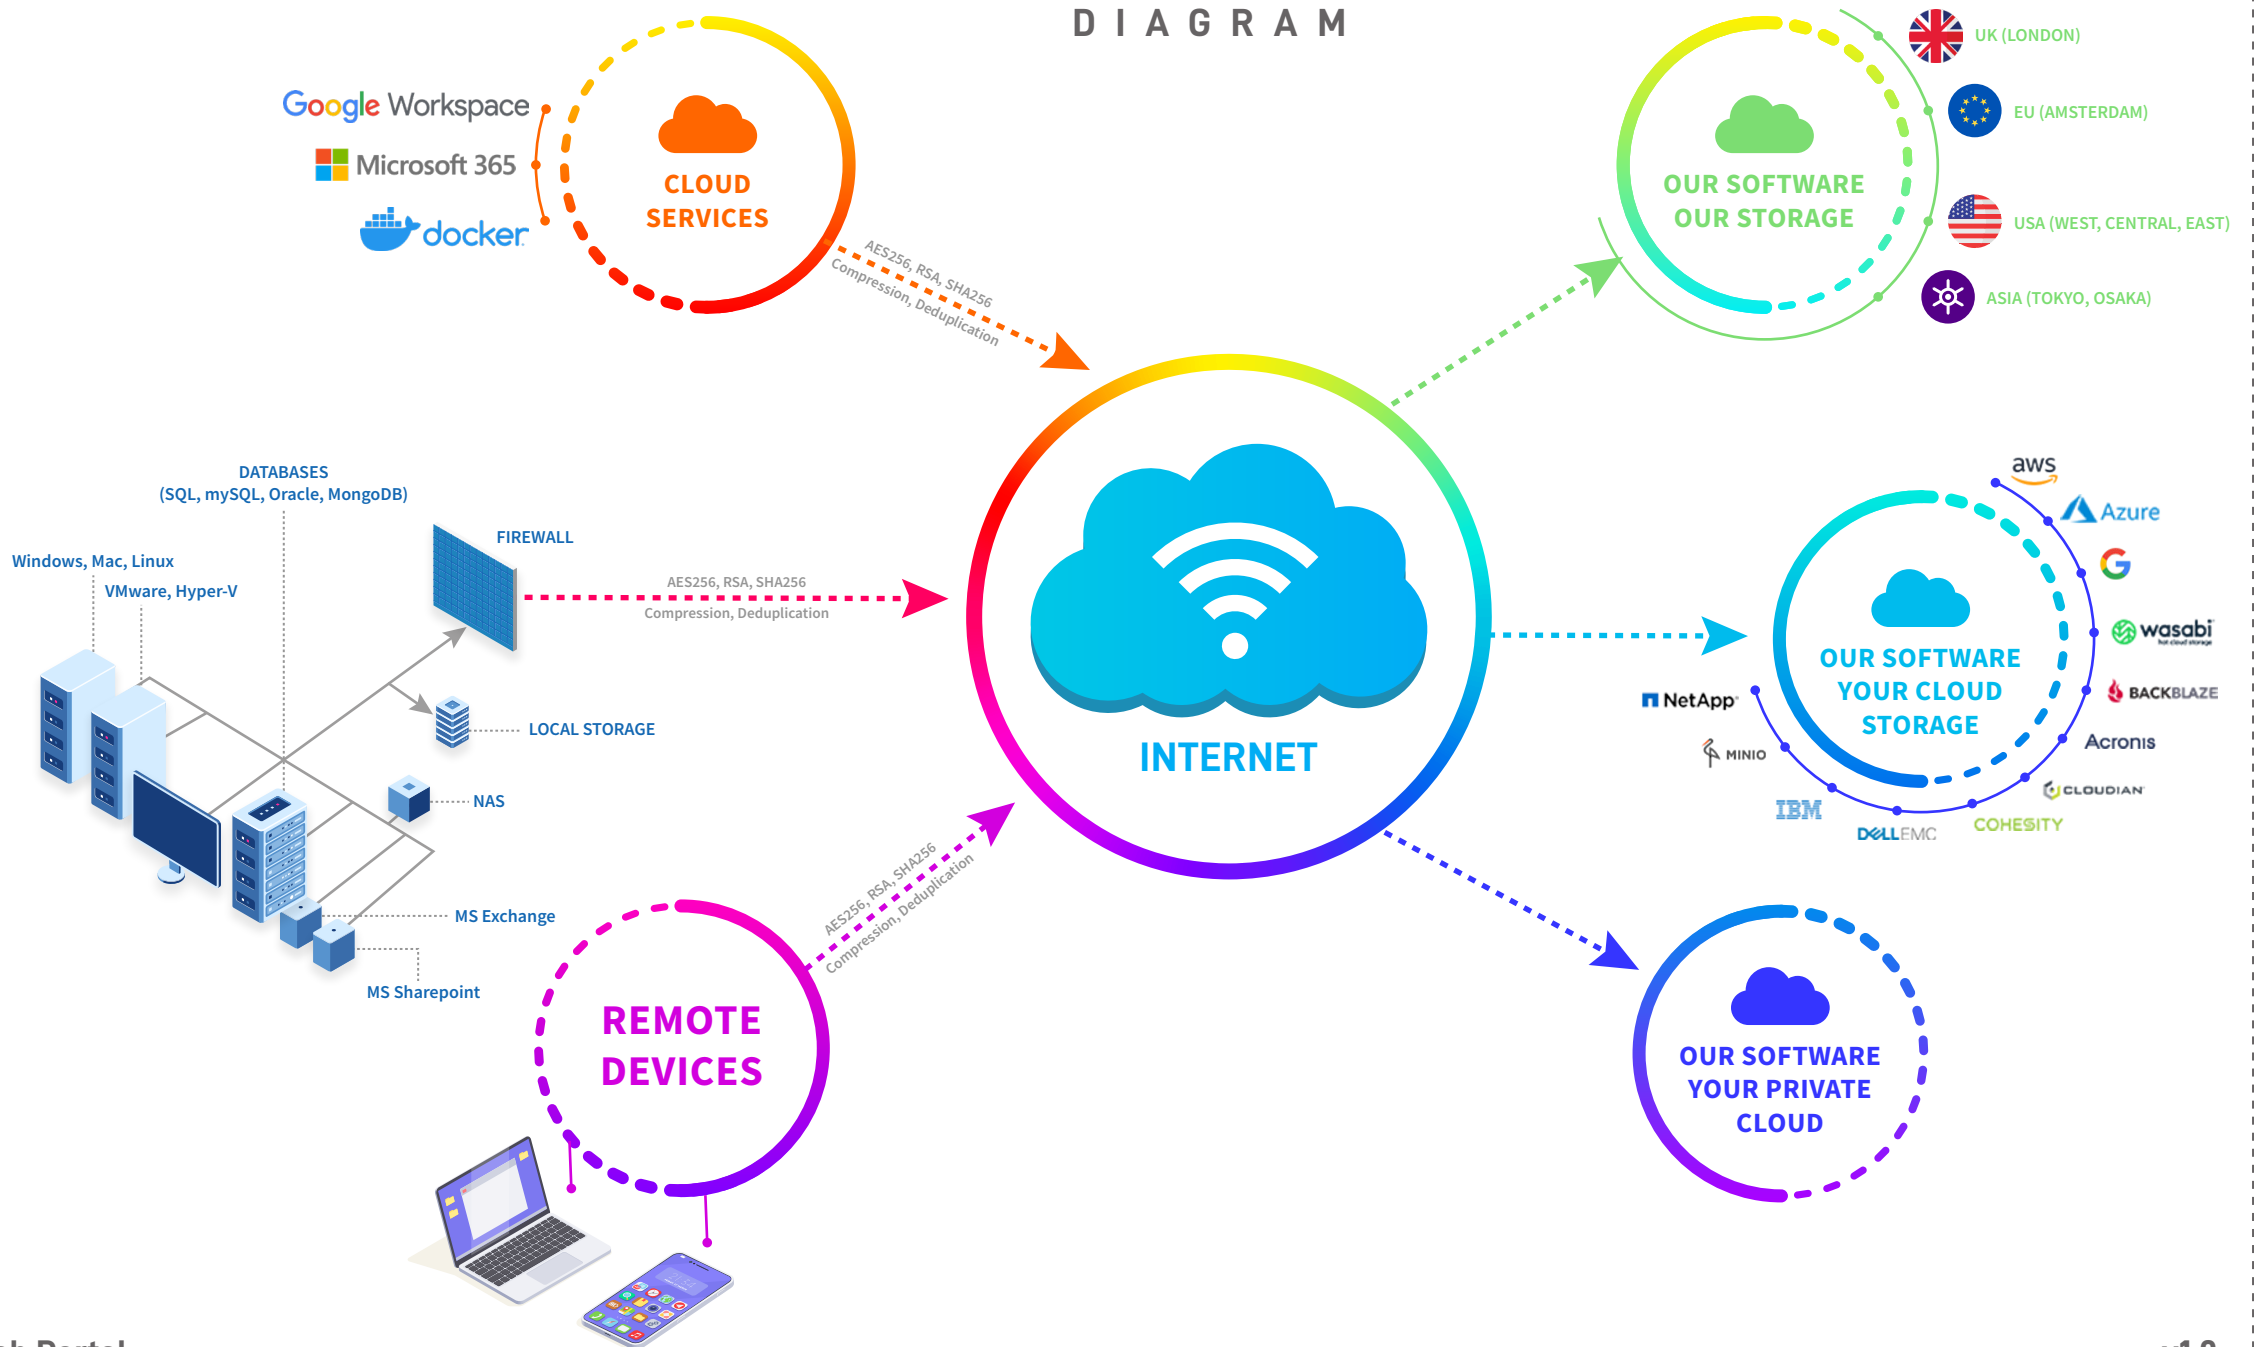 DIAGRAM
Google Workspace
Microsoft 365
docker
CLOUD
SERVICES
AES256, RSA, SHA256
Compression, Deduplication
OUR SOFTWARE
OUR STORAGE
UK (LONDON)
EU (AMSTERDAM)
USA (WEST, CENTRAL, EAST)
ASIA (TOKYO, OSAKA)
DATABASES
(SQL, mySQL, Oracle, MongoDB)
Windows, Mac, Linux
VMware, Hyper-V
FIREWALL
AES256, RSA, SHA256
Compression, Deduplication
LOCAL STORAGE
NAS
MS Exchange
MS Sharepoint
INTERNET
aws
Azure
G
wasabi
hot cloud storage
BACKBLAZE
Acronis
CLOUDIAN
COHESITY
DELLEMC
IBM
MINIO
NetApp
OUR SOFTWARE
YOUR CLOUD
STORAGE
AES256, RSA, SHA256
Compression, Deduplication
REMOTE
DEVICES
OUR SOFTWARE
YOUR PRIVATE
CLOUD